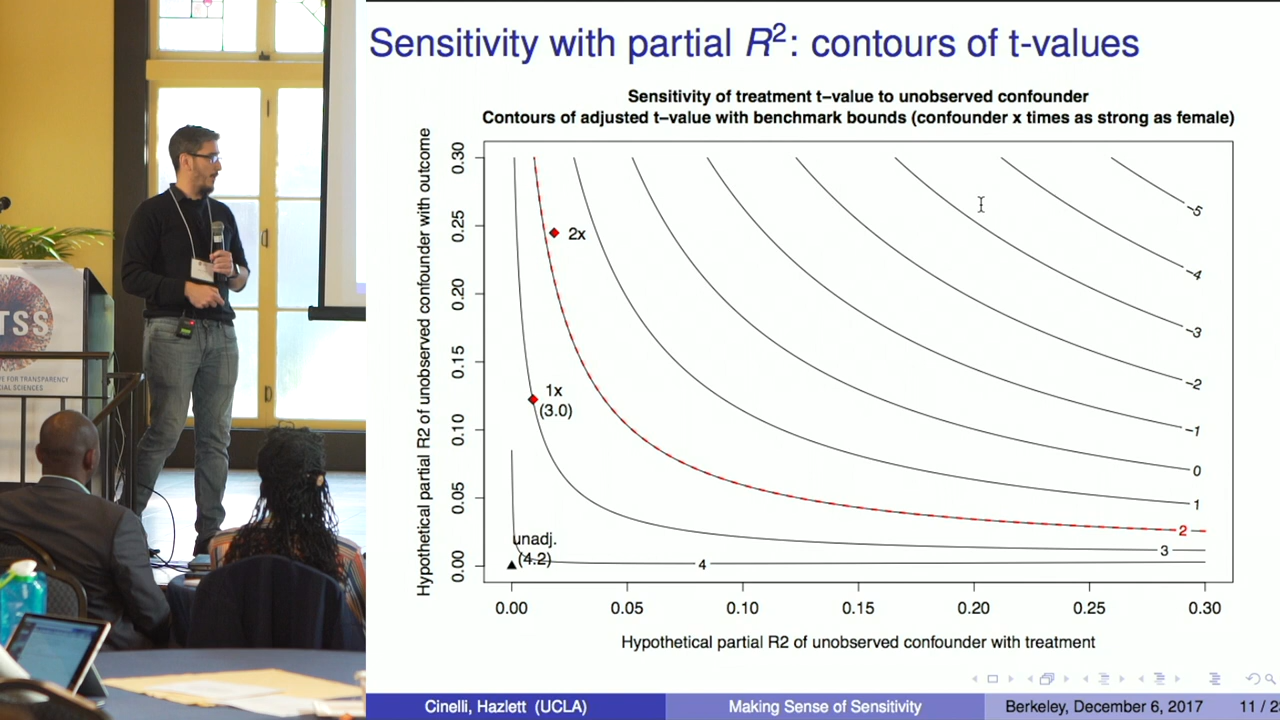 Sensitivity with partial R²: contours of t-values
Sensitivity of treatment t−value to unobserved confounder
Contours of adjusted t−value with benchmark bounds (confounder x times as strong as female)
Hypothetical partial R2 of unobserved confounder with outcome
0.30
0.25
0.20
0.15
0.10
0.05
0.00
2x
1x
(3.0)
unadj.
(4.2)
−5
−4
−3
−2
−1
0
1
2
3
4
0.00 0.05 0.10 0.15 0.20 0.25 0.30
Hypothetical partial R2 of unobserved confounder with treatment
TSS
E FOR TRANSPARENCY
IAL SCIENCES
Cinelli, Hazlett (UCLA) Making Sense of Sensitivity Berkeley, December 6, 2017 11 / 2